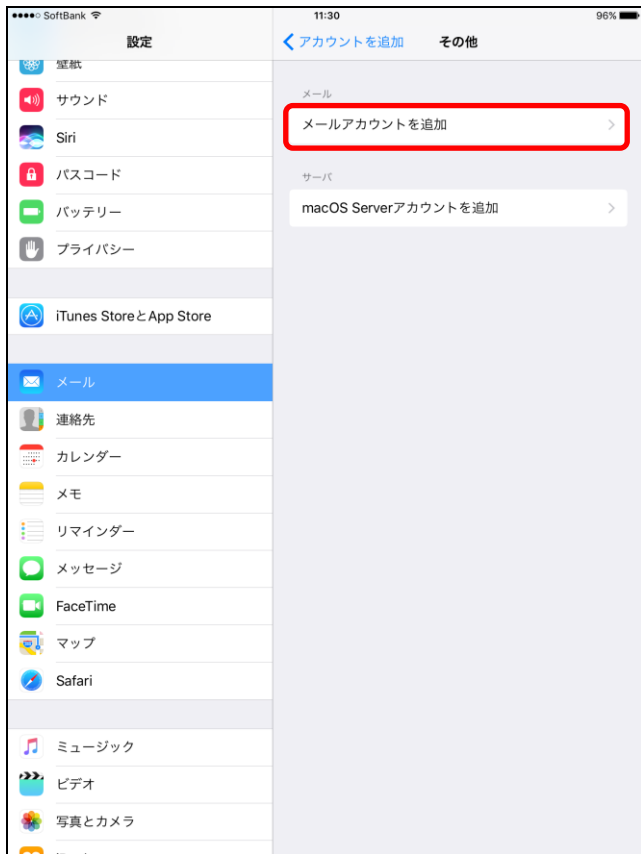 SoftBank
11:30
96%
設定
アカウントを追加
その他
壁紙
サウンド
Siri
パスコード
バッテリー
プライバシー
iTunes StoreとApp Store
メール
連絡先
カレンダー
メモ
リマインダー
メッセージ
FaceTime
マップ
Safari
ミュージック
ビデオ
写真とカメラ
メール
メールアカウントを追加
サーバ
macOS Serverアカウントを追加